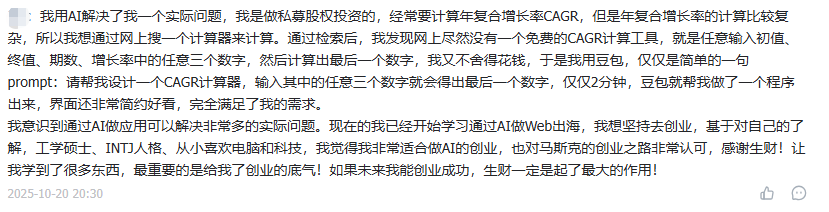 ：我用AI解决了我一个实际问题，我是做私募股权投资的，经常要计算年复合增长率CAGR，但是年复合增长率的计算比较复
杂，所以我想通过网上搜一个计算器来计算。通过检索后，我发现网上尽然没有一个免费的CAGR计算工具，就是任意输入初值、
终值、期数、增长率中的任意三个数字，然后计算出最后一个数字，我又不舍得花钱，于是我用豆包，仅仅是简单的一句
prompt：请帮我设计一个CAGR计算器，输入其中的任意三个数字就会得出最后一个数字，仅仅2分钟，豆包就帮我做了一个程序
出来，界面还非常简约好看，完全满足了我的需求。
我意识到通过AI做应用可以解决非常多的实际问题。现在的我已经开始学习通过AI做Web出海，我想坚持去创业，基于对自己的了
解，工学硕士、INTJ人格、从小喜欢电脑和科技，我觉得我非常适合做AI的创业，也对马斯克的创业之路非常认可，感谢生财！让
我学到了很多东西，最重要的是给我了创业的底气！如果未来我能创业成功，生财一定是起了最大的作用！
2025-10-20 20:30